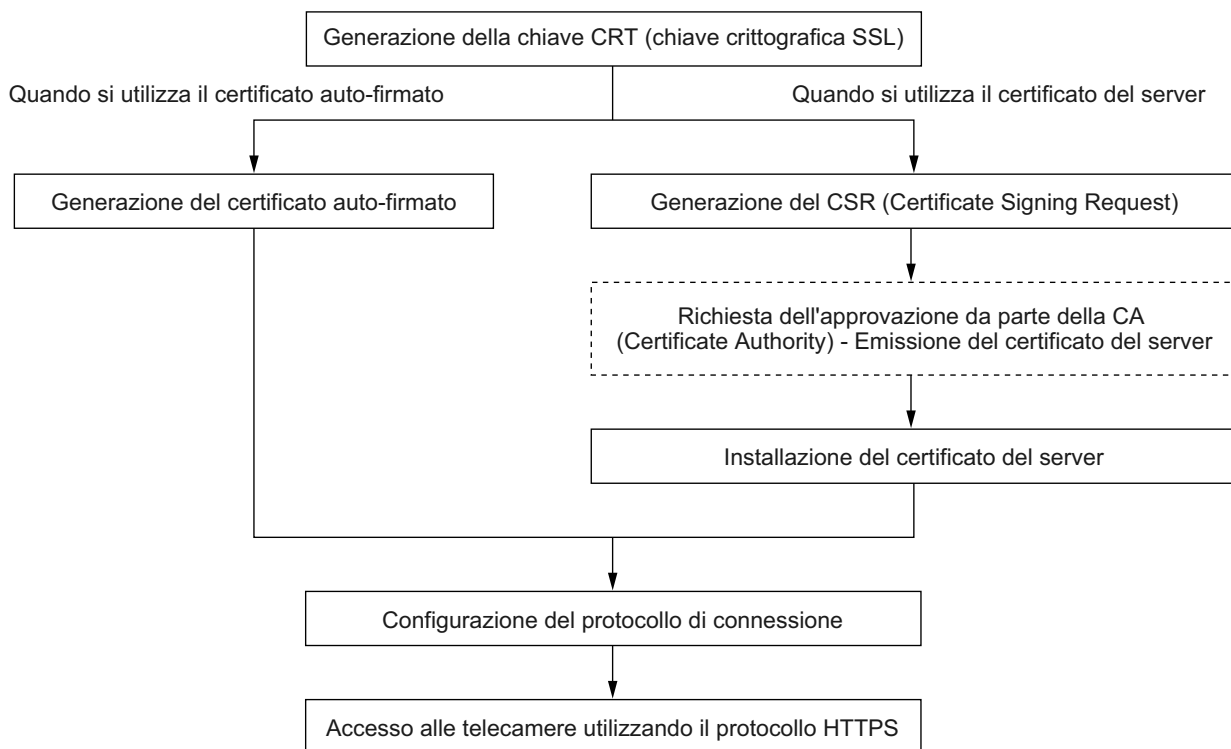 Generazione della chiave CRT (chiave crittografica SSL)
Quando si utilizza il certificato auto-firmato
Quando si utilizza il certificato del server
Generazione del certificato auto-firmato
Generazione del CSR (Certificate Signing Request)
Richiesta dell'approvazione da parte della CA
(Certificate Authority) - Emissione del certificato del server
Installazione del certificato del server
Configurazione del protocollo di connessione
Accesso alle telecamere utilizzando il protocollo HTTPS